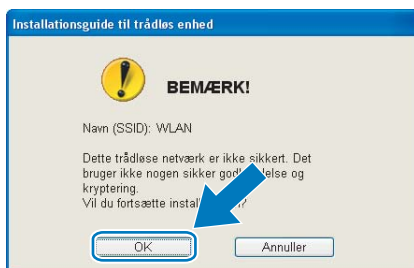 Installationsguide til trådløs enhed
BEMÆRK!
Navn (SSID): WLAN
Dette trådløse netværk er ikke sikkert. Det
bruger ikke nogen sikker og
kryptering.
Vil du fortsætte
OK
Annuller